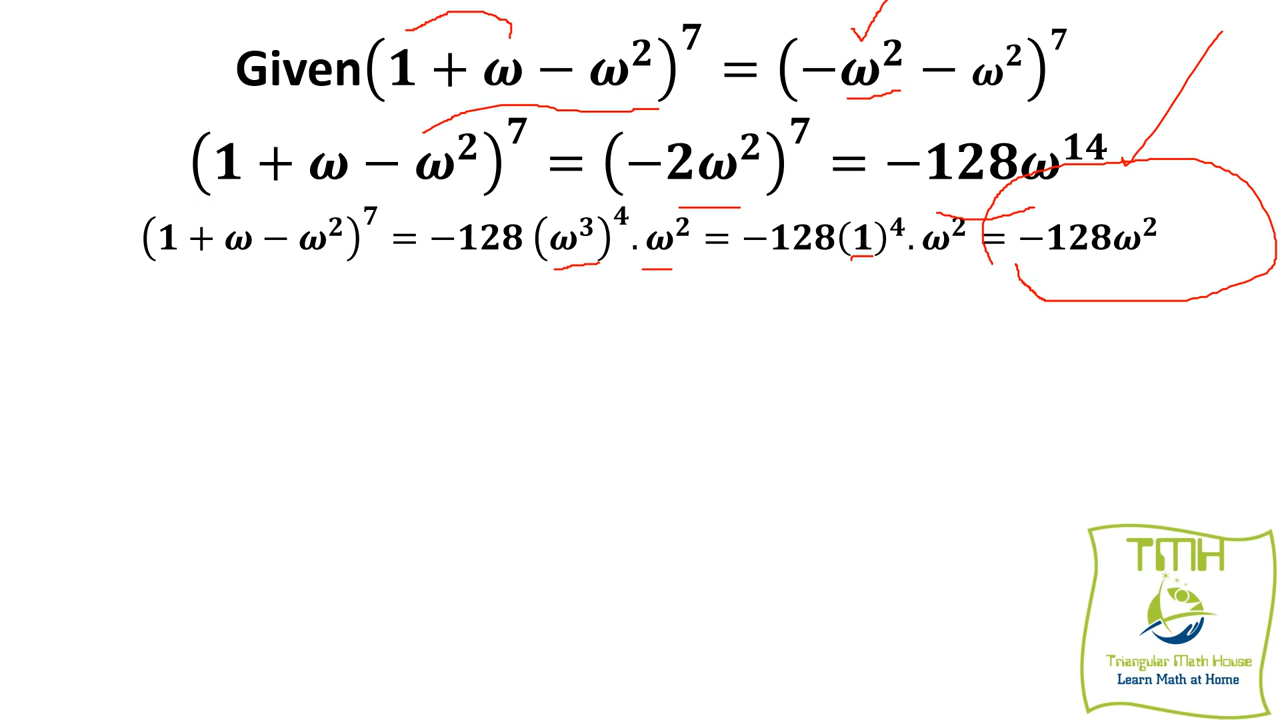 Given(1 + ω − ω²)⁷ = (−ω² − ω²)⁷
(1 + ω − ω²)⁷ = (−2ω²)⁷ = −128ω¹⁴
(1 + ω − ω²)⁷ = −128 (ω³)⁴ . ω² = −128(1)⁴ . ω² = −128ω²
TMH
Triangular Math House
Learn Math at Home